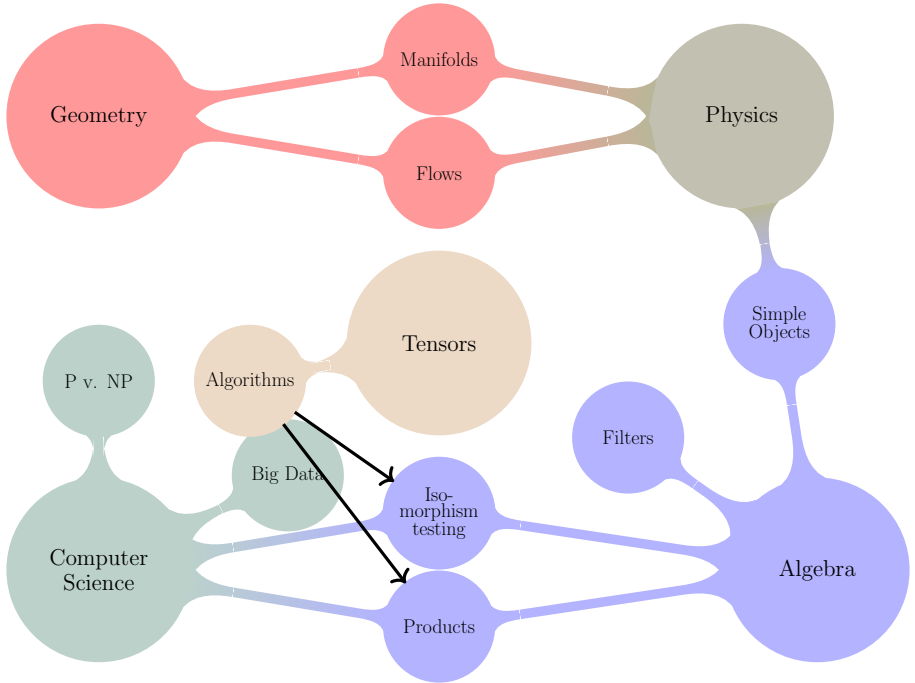 Manifolds
Geometry
Physics
Flows
Simple
Objects
Tensors
P v. NP
Algorithms
Filters
Big Data
Iso-
morphism
testing
Computer
Science
Algebra
Products